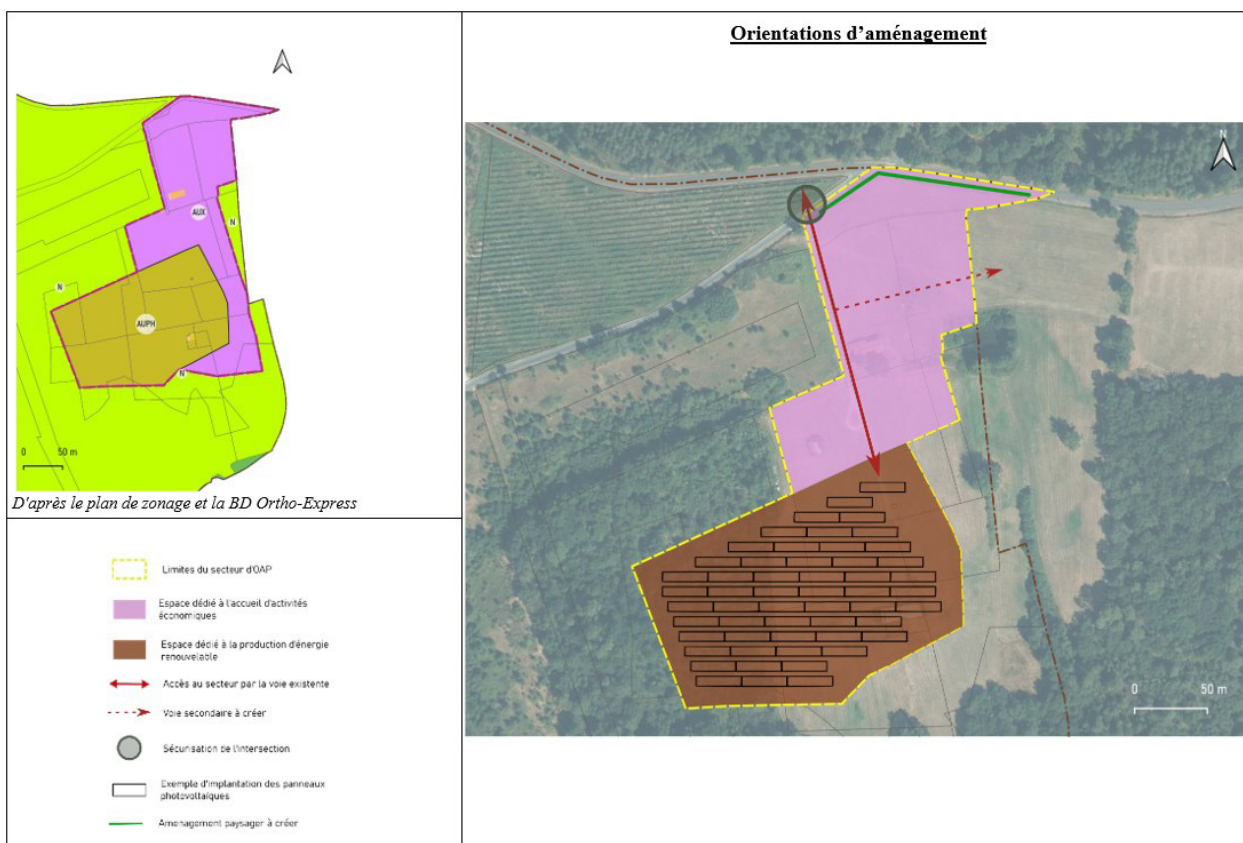 AUX
N
N
AUPH
N
0 50 m
D'après le plan de zonage et la BD Ortho-Express
Orientations d'aménagement
N
0 50 m
Limites du secteur d'OAP
Espace dédié à l'accueil d'activités
économiques
Espace dédié à la production d'énergie
renouvelable
Accès au secteur par la voie existente
Voie secondaire à créer
Sécurisation de l'intersection
Exemple d'implantation des panneaux
photovoltaïques
Amenagement paysager à créer